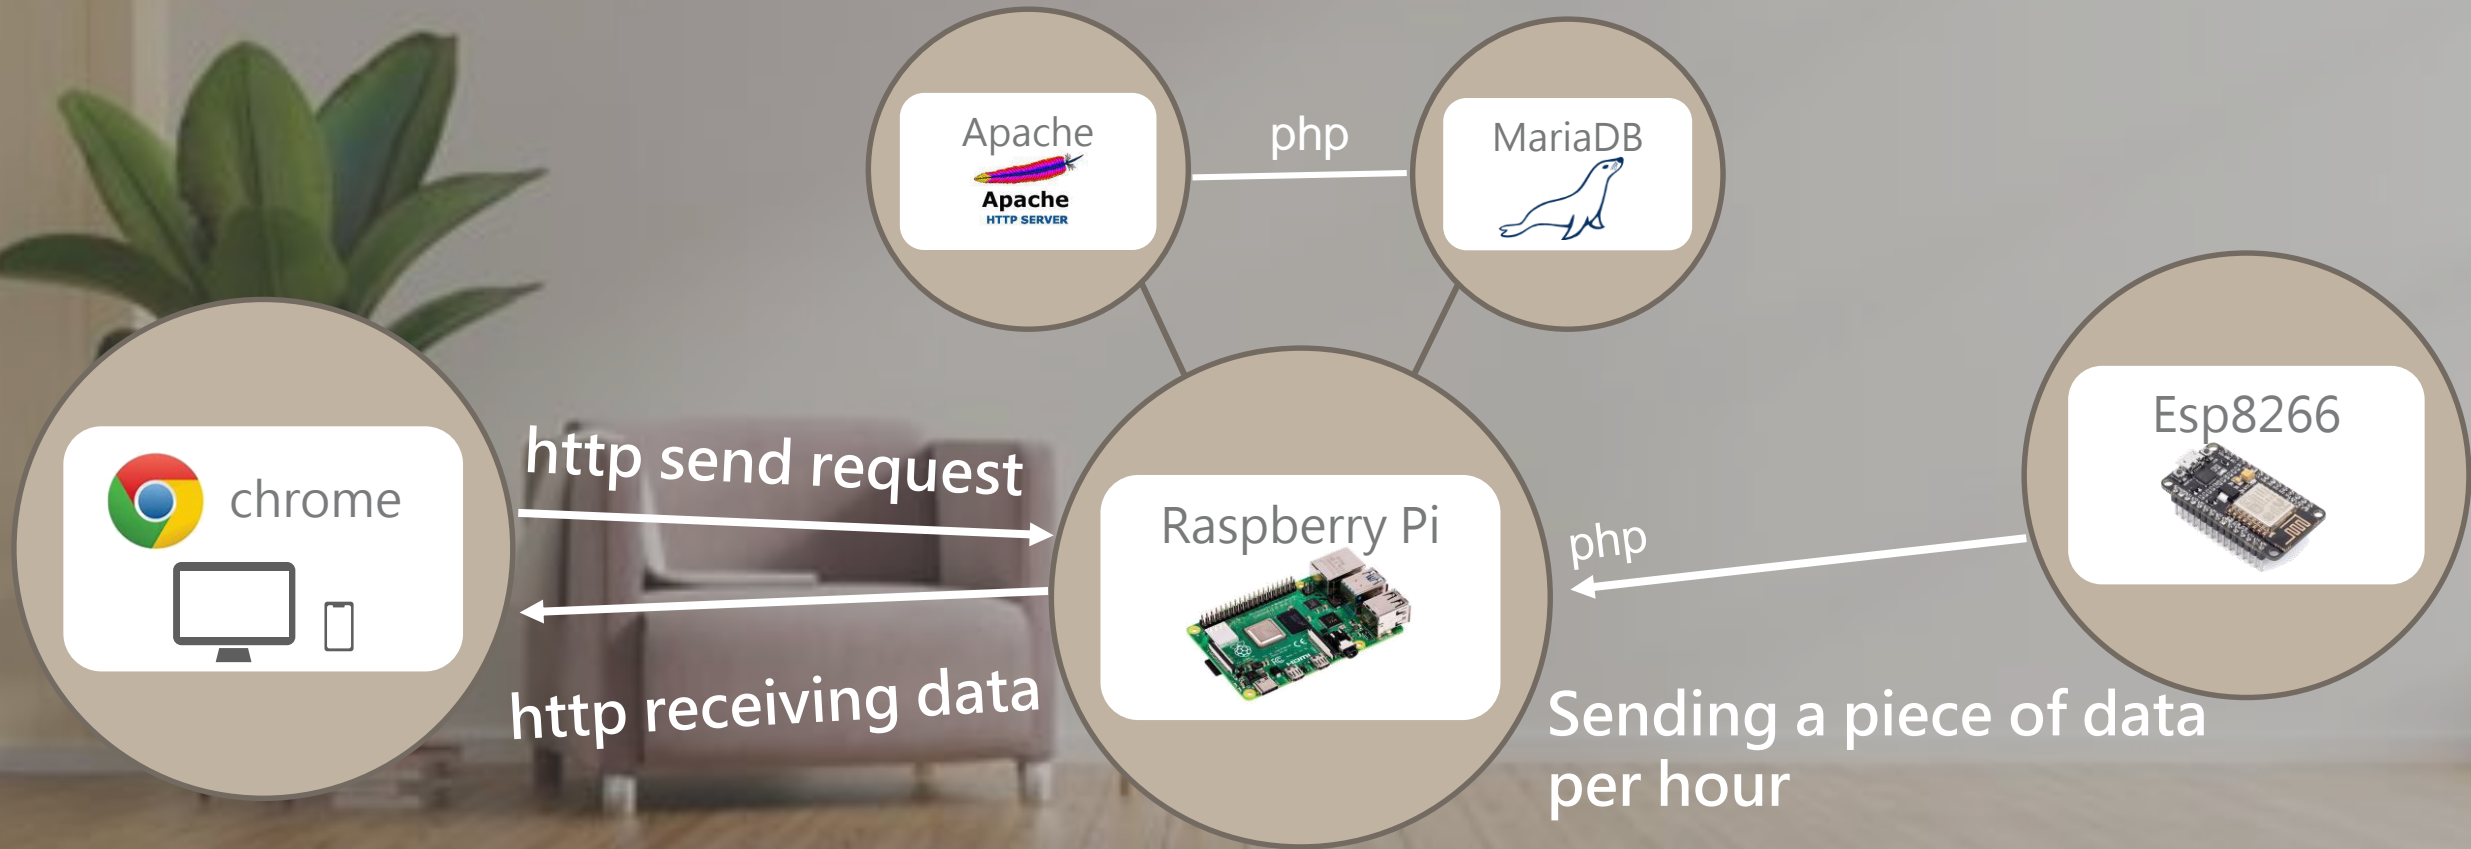 Apache
Apache
HTTP SERVER
php
MariaDB
chrome
http send request
http receiving data
Raspberry Pi
php
Esp8266
Sending a piece of data
per hour